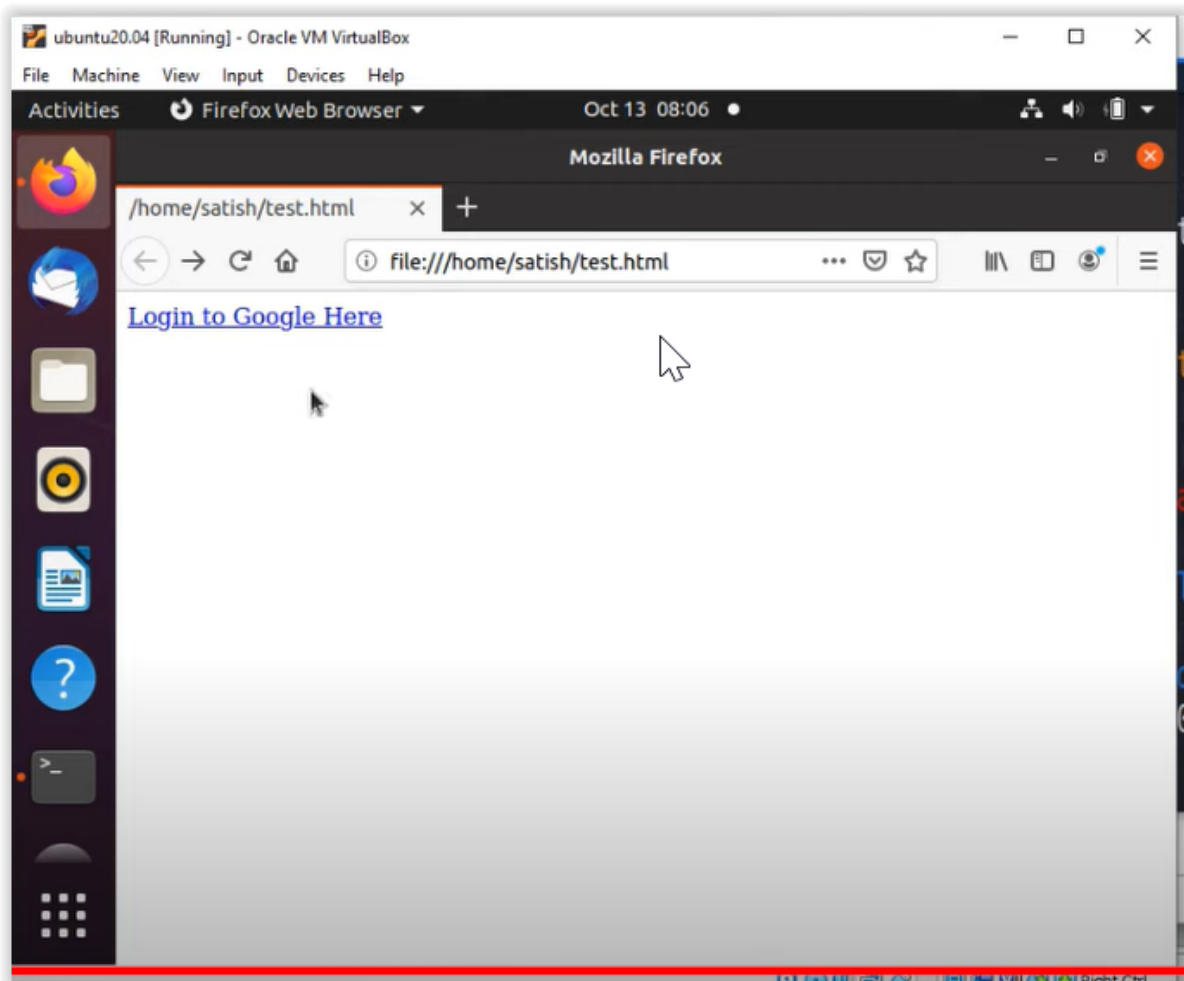 ubuntu20.04 [Running] - Oracle VM VirtualBox
File Machine View Input Devices Help
Activities Firefox Web Browser Oct 13 08:06
Mozilla Firefox
/home/satish/test.html
file:///home/satish/test.html
Login to Google Here
Right Ctrl